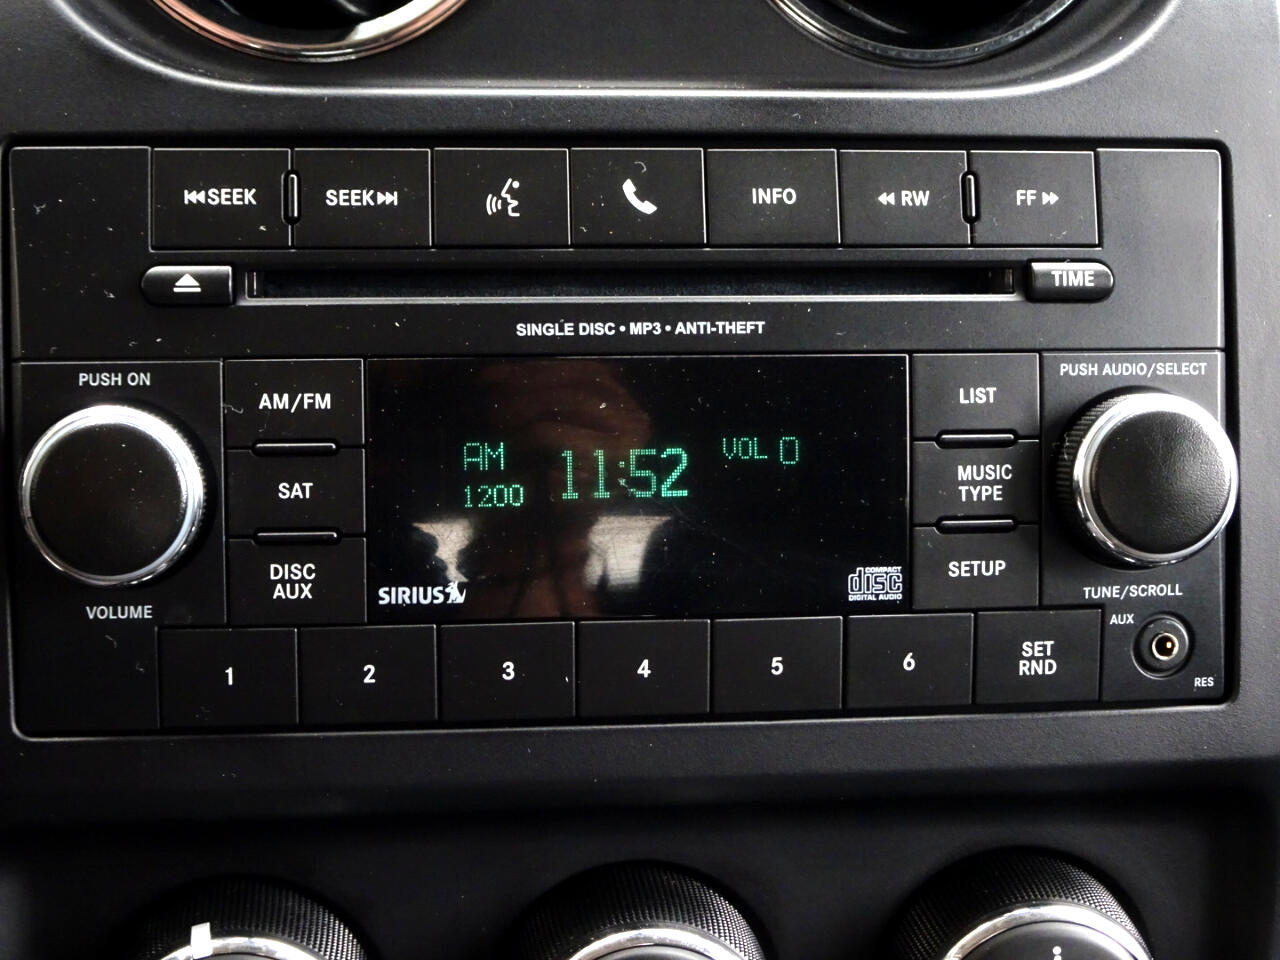 SEEK
SEEK
INFO
RW
FF
TIME
SINGLE DISC • MP3 • ANTI-THEFT
PUSH ON
AM/FM
LIST
PUSH AUDIO/SELECT
AM
11:52
VOL 0
1200
SAT
MUSIC
TYPE
DISC
AUX
SETUP
SIRIUS
COMPACT
disc
DIGITAL AUDIO
VOLUME
TUNE/SCROLL
AUX
1
2
3
4
5
6
SET
RND
RES